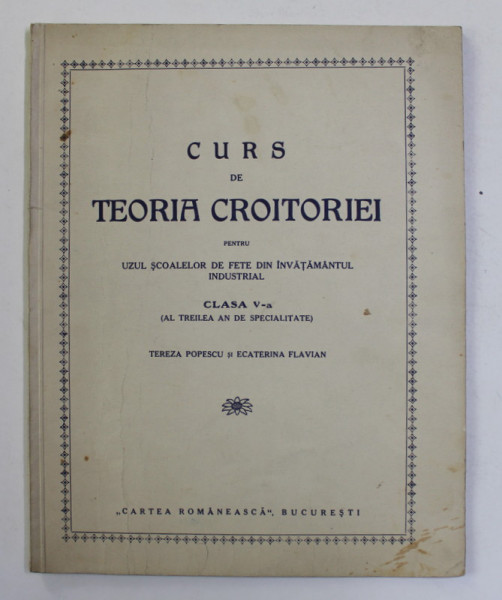 CURS
DE
TEORIA CROITORIEI
PENTRU
UZUL ȘCOALELOR DE FETE DIN ÎNVĂȚĂMÂNTUL
INDUSTRIAL
CLASA V-a
(AL TREILEA AN DE SPECIALITATE)
TEREZA POPESCU ȘI ECATERINA FLAVIAN
„CARTEA ROMÂNEASCĂ“, BUCUREȘTI